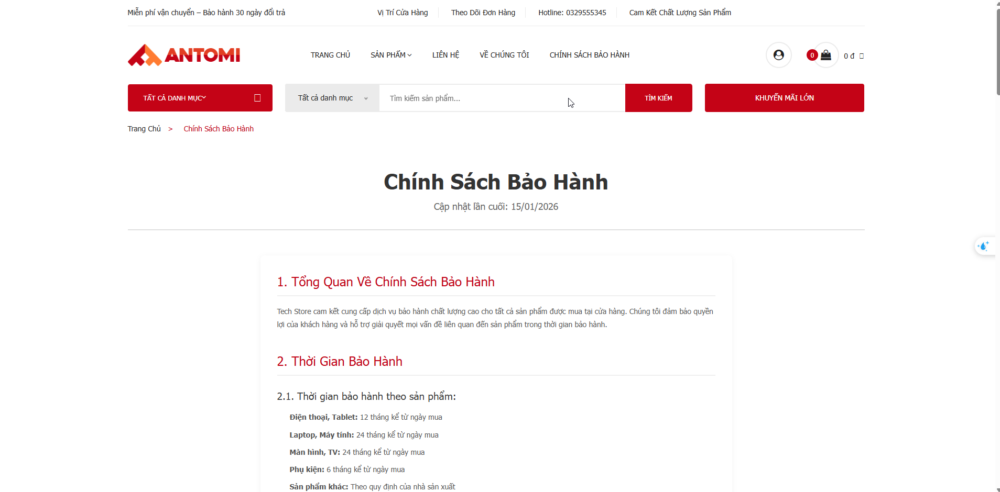 Miễn phí vận chuyển – Bảo hành 30 ngày đổi trả
Vị Trí Cửa Hàng
Theo Dõi Đơn Hàng
Hotline: 0329555345
Cam Kết Chất Lượng Sản Phẩm
ANTOMI
TRANG CHỦ
SẢN PHẨM
LIÊN HỆ
VỀ CHÚNG TÔI
CHÍNH SÁCH BẢO HÀNH
0
0 đ
TẤT CẢ DANH MỤC
Tất cả danh mục
Tìm kiếm sản phẩm...
TÌM KIẾM
KHUYẾN MÃI LỚN
Trang Chủ > Chính Sách Bảo Hành
Chính Sách Bảo Hành
Cập nhật lần cuối: 15/01/2026
1. Tổng Quan Về Chính Sách Bảo Hành
Tech Store cam kết cung cấp dịch vụ bảo hành chất lượng cao cho tất cả sản phẩm được mua tại cửa hàng. Chúng tôi đảm bảo quyền
lợi của khách hàng và hỗ trợ giải quyết mọi vấn đề liên quan đến sản phẩm trong thời gian bảo hành.
2. Thời Gian Bảo Hành
2.1. Thời gian bảo hành theo sản phẩm:
Điện thoại, Tablet: 12 tháng kể từ ngày mua
Laptop, Máy tính: 24 tháng kể từ ngày mua
Màn hình, TV: 24 tháng kể từ ngày mua
Phụ kiện: 6 tháng kể từ ngày mua
Sản phẩm khác: Theo quy định của nhà sản xuất